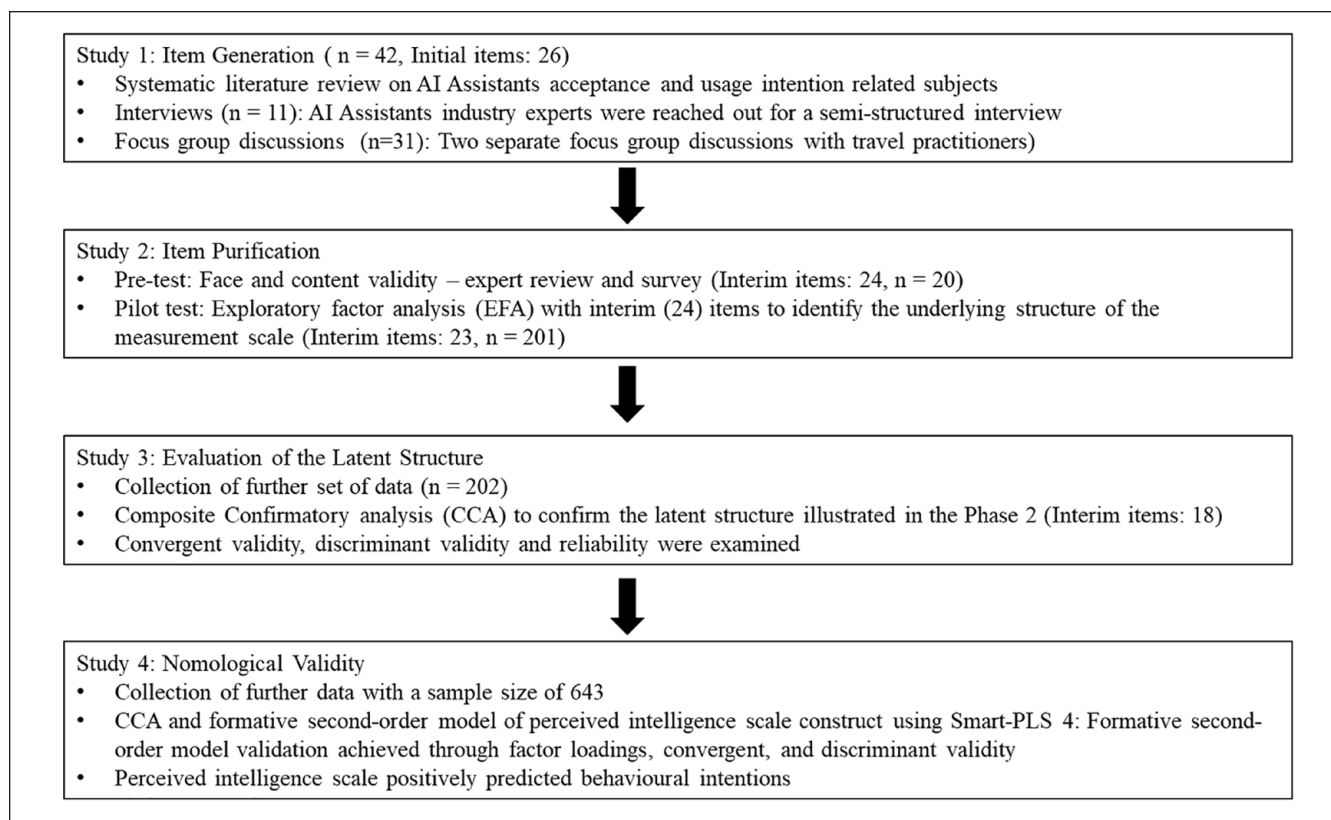 Study 1: Item Generation ( n = 42, Initial items: 26)
• Systematic literature review on AI Assistants acceptance and usage intention related subjects
• Interviews (n = 11): AI Assistants industry experts were reached out for a semi-structured interview
• Focus group discussions (n=31): Two separate focus group discussions with travel practitioners)
Study 2: Item Purification
• Pre-test: Face and content validity – expert review and survey (Interim items: 24, n = 20)
• Pilot test: Exploratory factor analysis (EFA) with interim (24) items to identify the underlying structure of the
measurement scale (Interim items: 23, n = 201)
Study 3: Evaluation of the Latent Structure
• Collection of further set of data (n = 202)
• Composite Confirmatory analysis (CCA) to confirm the latent structure illustrated in the Phase 2 (Interim items: 18)
• Convergent validity, discriminant validity and reliability were examined
Study 4: Nomological Validity
• Collection of further data with a sample size of 643
• CCA and formative second-order model of perceived intelligence scale construct using Smart-PLS 4: Formative second-
order model validation achieved through factor loadings, convergent, and discriminant validity
• Perceived intelligence scale positively predicted behavioural intentions